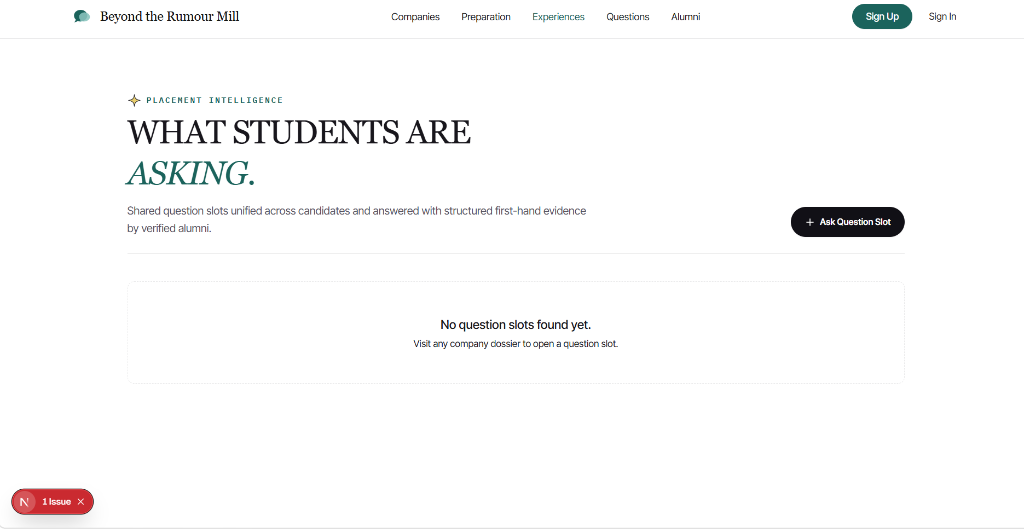 Beyond the Rumour Mill
Companies
Preparation
Experiences
Questions
Alumni
Sign Up
Sign In
PLACEMENT INTELLIGENCE
WHAT STUDENTS ARE
ASKING.
Shared question slots unified across candidates and answered with structured first-hand evidence
by verified alumni.
+ Ask Question Slot
No question slots found yet.
Visit any company dossier to open a question slot.
N 1 Issue ×